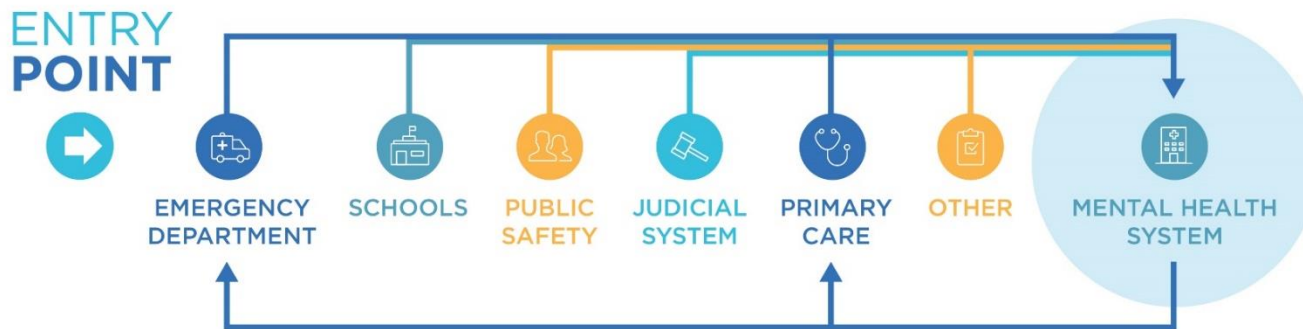 ENTRY
POINT
EMERGENCY
DEPARTMENT
SCHOOLS
PUBLIC
SAFETY
JUDICIAL
SYSTEM
PRIMARY
CARE
OTHER
MENTAL HEALTH
SYSTEM